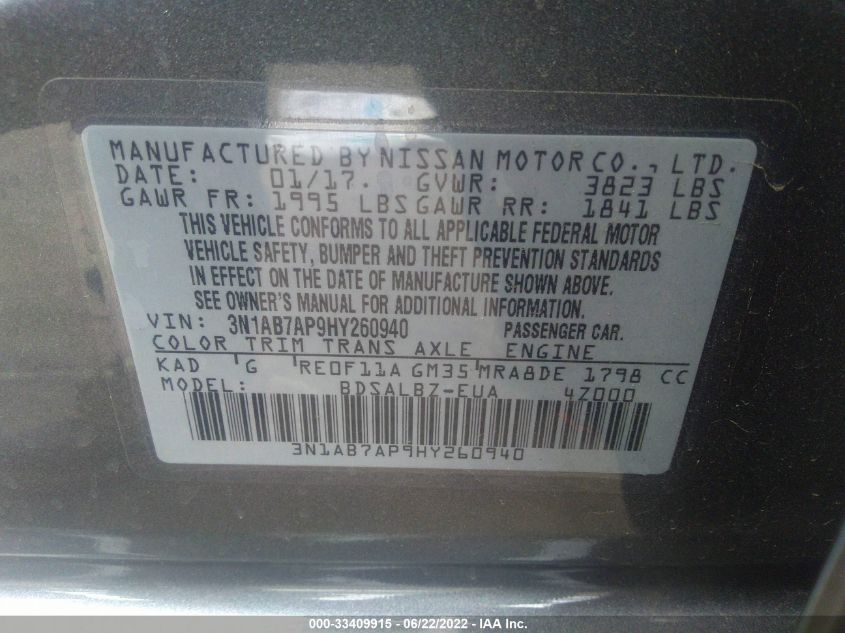 MANUFACTURED BY NISSAN MOTOR CO., LTD.
DATE: 01/17. GVWR: 3823 LBS
GAWR FR: 1995 LBS GAWR RR: 1841 LBS
THIS VEHICLE CONFORMS TO ALL APPLICABLE FEDERAL MOTOR
VEHICLE SAFETY, BUMPER AND THEFT PREVENTION STANDARDS
IN EFFECT ON THE DATE OF MANUFACTURE SHOWN ABOVE.
SEE OWNER'S MANUAL FOR ADDITIONAL INFORMATION.
VIN: 3N1AB7AP9HY260940 PASSENGER CAR.
COLOR TRIM TRANS AXLE ENGINE
KAD G RE0F11A GM35 MRA8DE 1798 CC
MODEL: BDSALBZ-EUA 4Z000
3N1AB7AP9HY260940
000-33409915 - 06/22/2022 - IAA Inc.